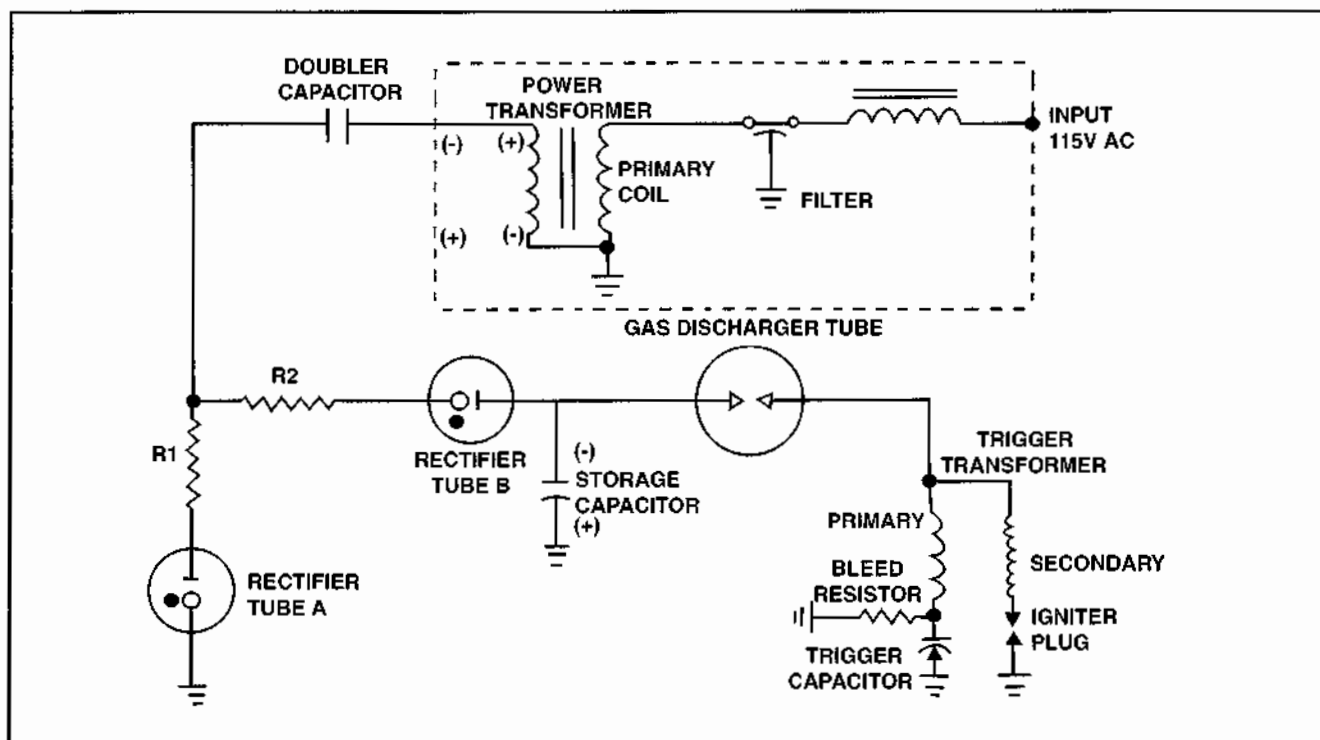 DOUBLER
CAPACITOR
POWER
TRANSFORMER
INPUT
115V AC
(-)
(+)
PRIMARY
COIL
FILTER
(+)
(-)
GAS DISCHARGER TUBE
R2
R1
RECTIFIER
TUBE B
(-)
STORAGE
CAPACITOR
(+)
TRIGGER
TRANSFORMER
PRIMARY
SECONDARY
BLEED
RESISTOR
RECTIFIER
TUBE A
IGNITER
PLUG
TRIGGER
CAPACITOR